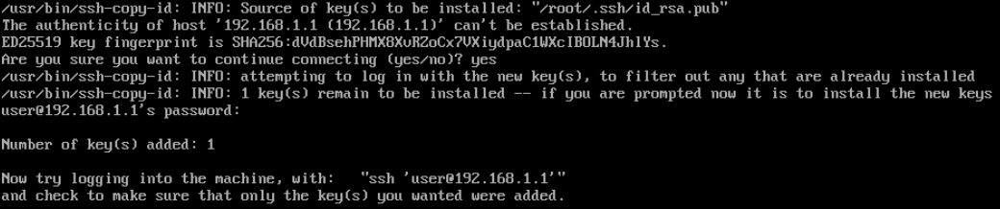 /usr/bin/ssh-copy-id: INFO: Source of key(s) to be installed: "/root/.ssh/id_rsa.pub"
The authenticity of host '192.168.1.1 (192.168.1.1)' can't be established.
ED25519 key fingerprint is SHA256:dVdBsehPHMX8XvRZoCx7VXiydpaC1WXcIBOLN4JhlYs.
Are you sure you want to continue connecting (yes/no)? yes
/usr/bin/ssh-copy-id: INFO: attempting to log in with the new key(s), to filter out any that are already installed
/usr/bin/ssh-copy-id: INFO: 1 key(s) remain to be installed -- if you are prompted now it is to install the new keys
user@192.168.1.1's password:
Number of key(s) added: 1
Now try logging into the machine, with:   "ssh 'user@192.168.1.1'"
and check to make sure that only the key(s) you wanted were added.